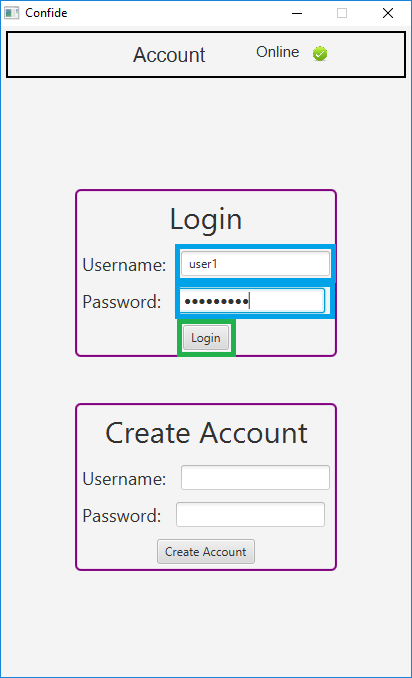 Confide
Account Online
Login
Username: user1
Password: •••••••••
Login
Create Account
Username:
Password:
Create Account